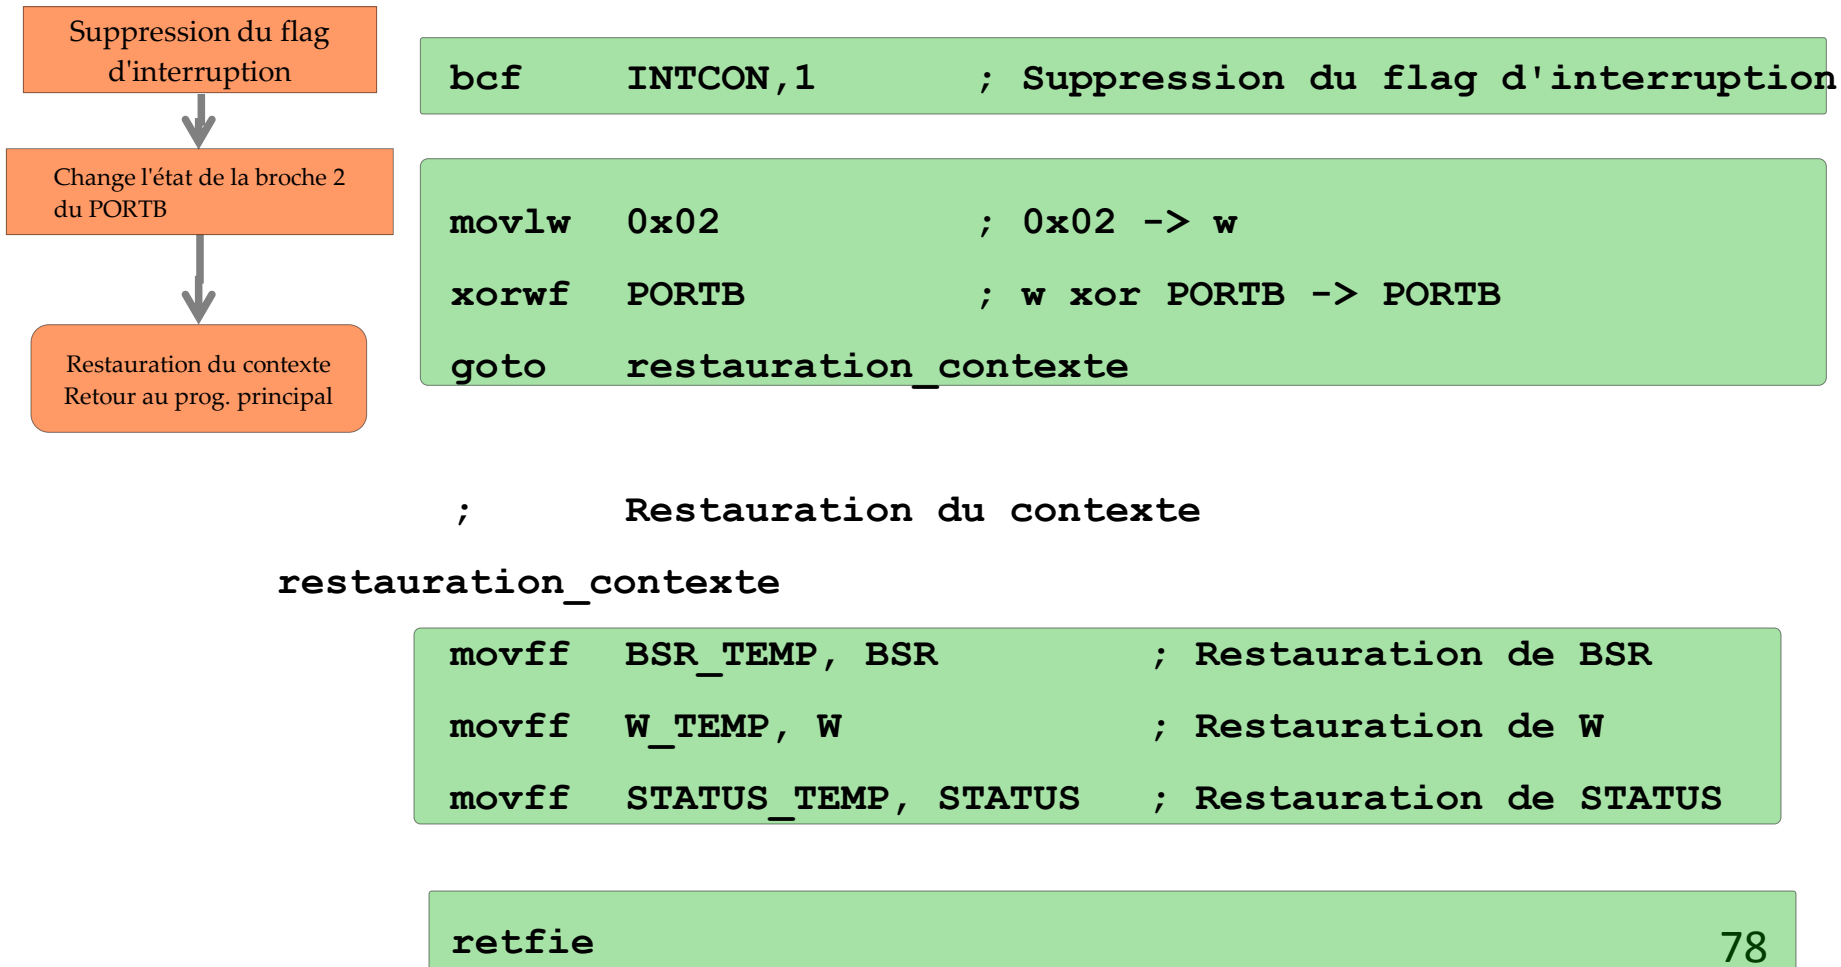 Suppression du flag
d'interruption
bcf INTCON,1 ; Suppression du flag d'interruption
Change l'état de la broche 2
du PORTB
movlw 0x02 ; 0x02 -> w
xorwf PORTB ; w xor PORTB -> PORTB
goto restauration_contexte
Restauration du contexte
Retour au prog. principal
; Restauration du contexte
restauration_contexte
movff BSR_TEMP, BSR ; Restauration de BSR
movff W_TEMP, W ; Restauration de W
movff STATUS_TEMP, STATUS ; Restauration de STATUS
retfie
78